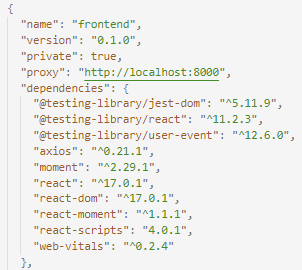 {
"name": "frontend",
"version": "0.1.0",
"private": true,
"proxy": "http://localhost:8000",
"dependencies": {
"@testing-library/jest-dom": "^5.11.9",
"@testing-library/react": "^11.2.3",
"@testing-library/user-event": "^12.6.0",
"axios": "^0.21.1",
"moment": "^2.29.1",
"react": "^17.0.1",
"react-dom": "^17.0.1",
"react-moment": "^1.1.1",
"react-scripts": "4.0.1",
"web-vitals": "^0.2.4"
},